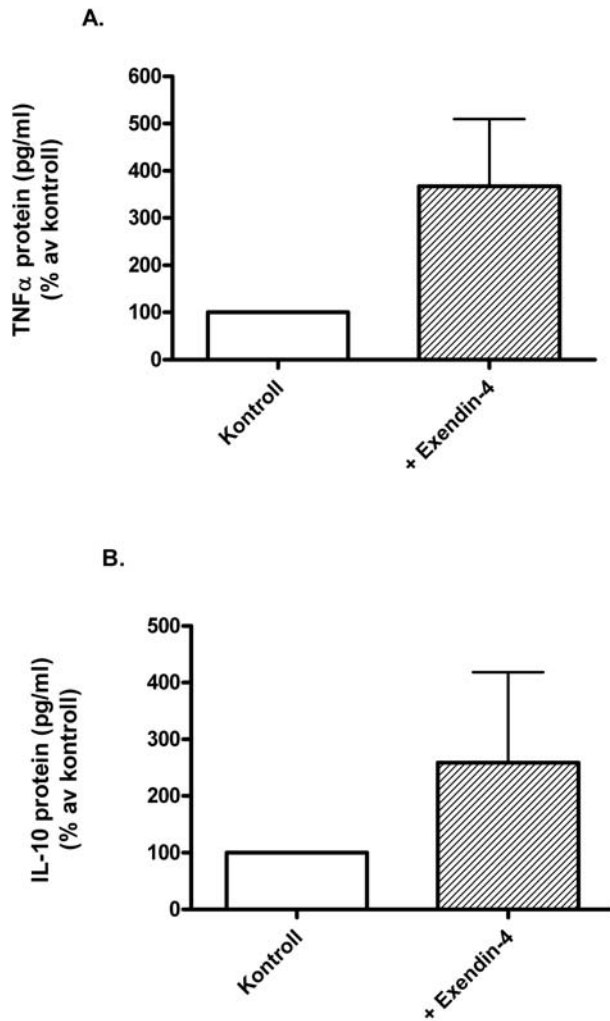 A.
TNFα protein (pg/ml)
(% av kontroll)
600
500
400
300
200
100
0
Kontroll
+ Exendin-4
B.
IL-10 protein (pg/ml)
(% av kontroll)
500
400
300
200
100
0
Kontroll
+ Exendin-4